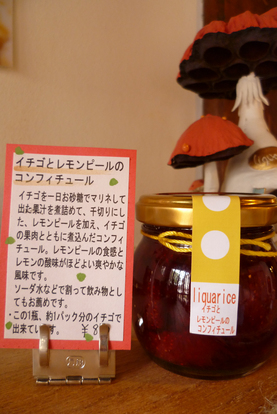 イチゴとレモンピールの
コンフィチュール
イチゴを一日お砂糖でマリネして
出た果汁を煮詰めて、千切りにし
た、レモンピールを加え、イチゴ
の果肉とともに煮込んだコンフィ
チュール。レモンピールの食感と
レモンの酸味がほどよい爽やかな
風味です。
ソーダ水などで割って飲み物とし
てもお薦めです。
・この1瓶、約1パック分のイチゴで
出来ています。 ￥8
liquarice
イチゴと
レモンピールの
コンフィチュール